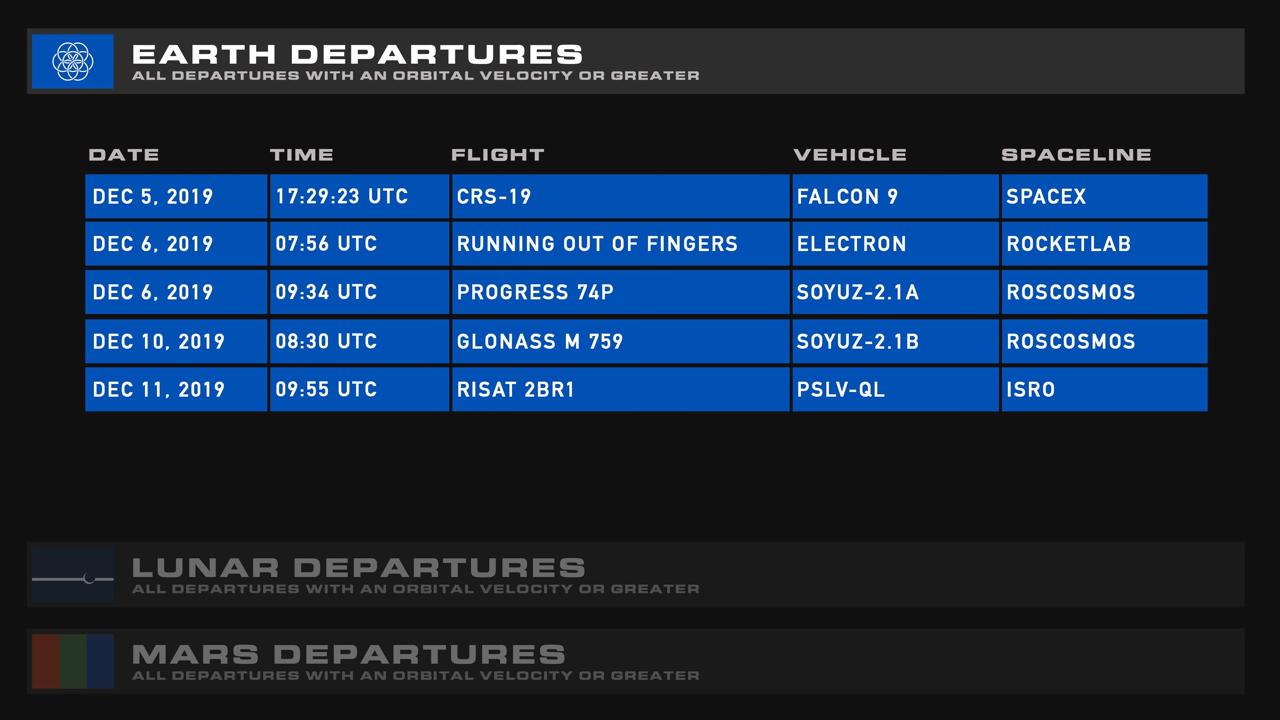 EARTH DEPARTURES
ALL DEPARTURES WITH AN ORBITAL VELOCITY OR GREATER
DATE TIME FLIGHT VEHICLE SPACELINE
DEC 5, 2019 17:29:23 UTC CRS-19 FALCON 9 SPACEX
DEC 6, 2019 07:56 UTC RUNNING OUT OF FINGERS ELECTRON ROCKETLAB
DEC 6, 2019 09:34 UTC PROGRESS 74P SOYUZ-2.1A ROSCOSMOS
DEC 10, 2019 08:30 UTC GLONASS M 759 SOYUZ-2.1B ROSCOSMOS
DEC 11, 2019 09:55 UTC RISAT 2BR1 PSLV-QL ISRO
LUNAR DEPARTURES
ALL DEPARTURES WITH AN ORBITAL VELOCITY OR GREATER
MARS DEPARTURES
ALL DEPARTURES WITH AN ORBITAL VELOCITY OR GREATER